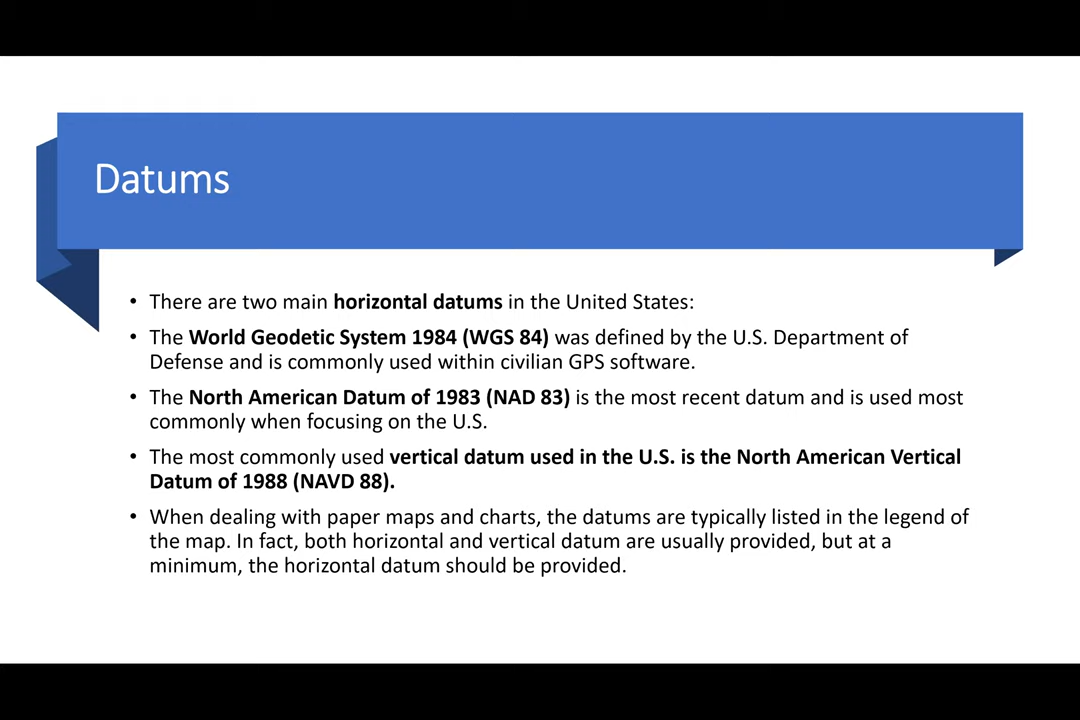 Datums
• There are two main horizontal datums in the United States:
• The World Geodetic System 1984 (WGS 84) was defined by the U.S. Department of
Defense and is commonly used within civilian GPS software.
• The North American Datum of 1983 (NAD 83) is the most recent datum and is used most
commonly when focusing on the U.S.
• The most commonly used vertical datum used in the U.S. is the North American Vertical
Datum of 1988 (NAVD 88).
• When dealing with paper maps and charts, the datums are typically listed in the legend of
the map. In fact, both horizontal and vertical datum are usually provided, but at a
minimum, the horizontal datum should be provided.